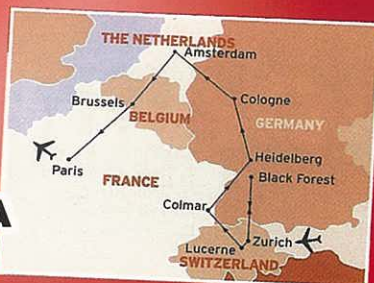 THE NETHERLANDS
Amsterdam
Brussels
Cologne
BELGIUM
GERMANY
Heidelberg
Paris
Black Forest
FRANCE
Colmar
A
Lucerne
Zurich
SWITZERLAND